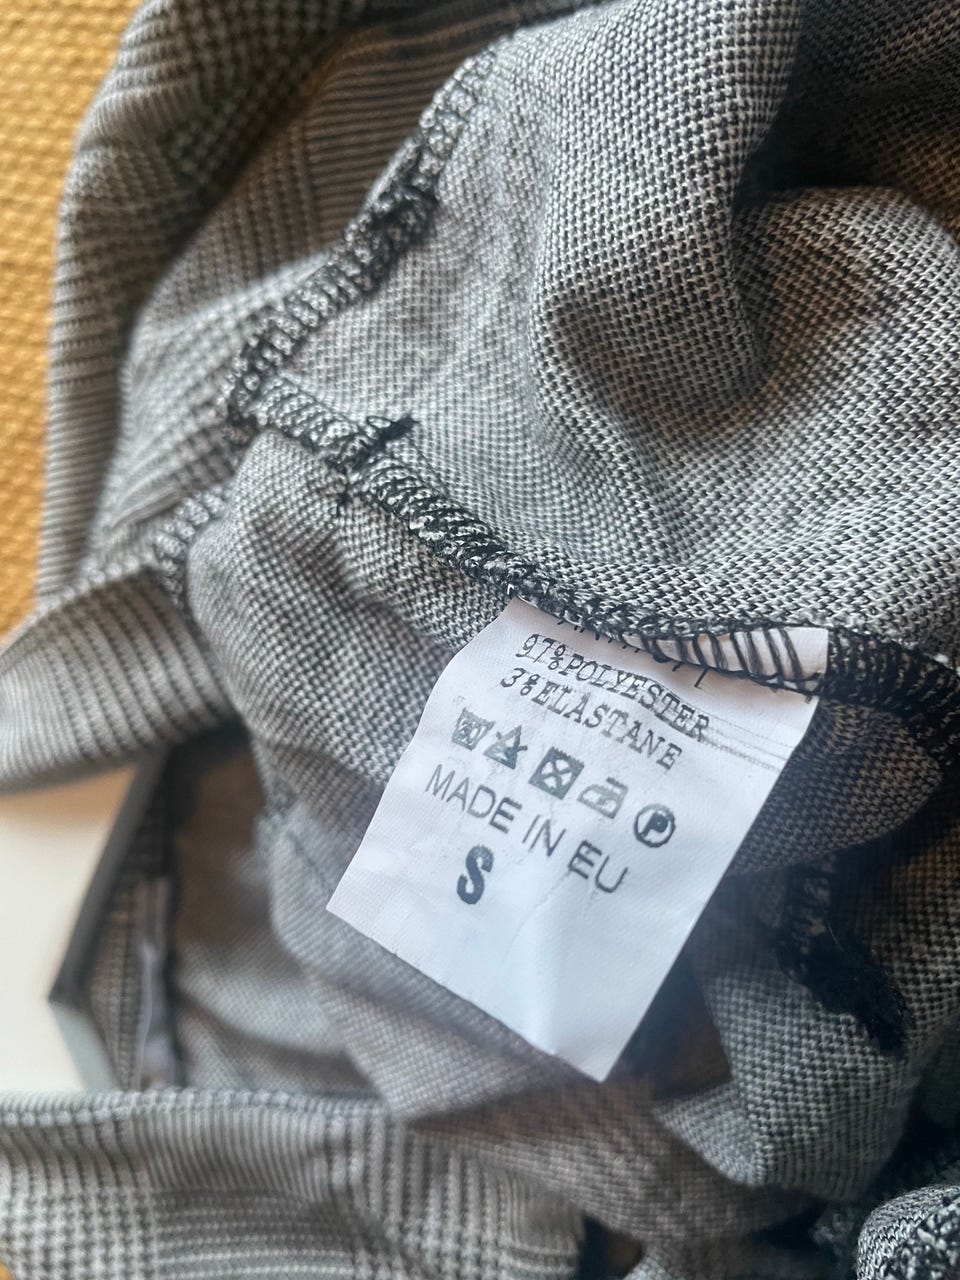 97%POLYESTER
3%ELASTANE
P
MADE IN EU
S